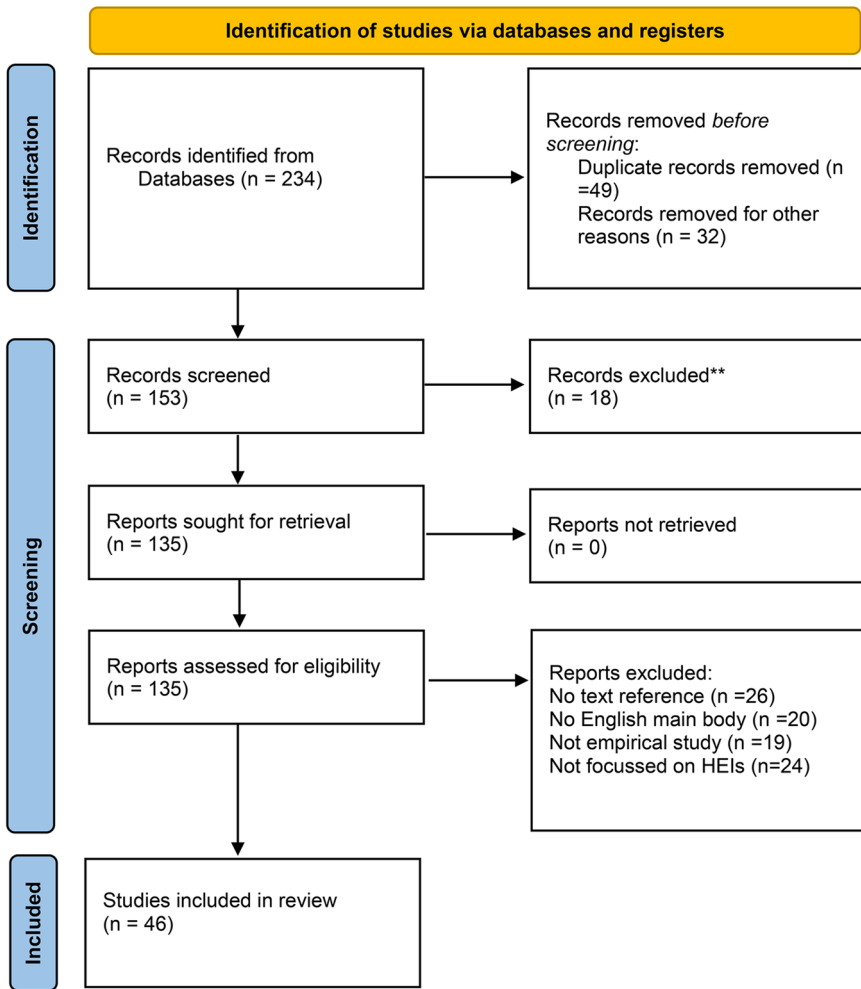 Identification of studies via databases and registers
Identification
Records identified from
Databases (n = 234)
Records removed before
screening:
Duplicate records removed (n
=49)
Records removed for other
reasons (n = 32)
Screening
Records screened
(n = 153)
Records excluded**
(n = 18)
Reports sought for retrieval
(n = 135)
Reports not retrieved
(n = 0)
Reports assessed for eligibility
(n = 135)
Reports excluded:
No text reference (n =26)
No English main body (n =20)
Not empirical study (n =19)
Not focussed on HEIs (n=24)
Included
Studies included in review
(n = 46)